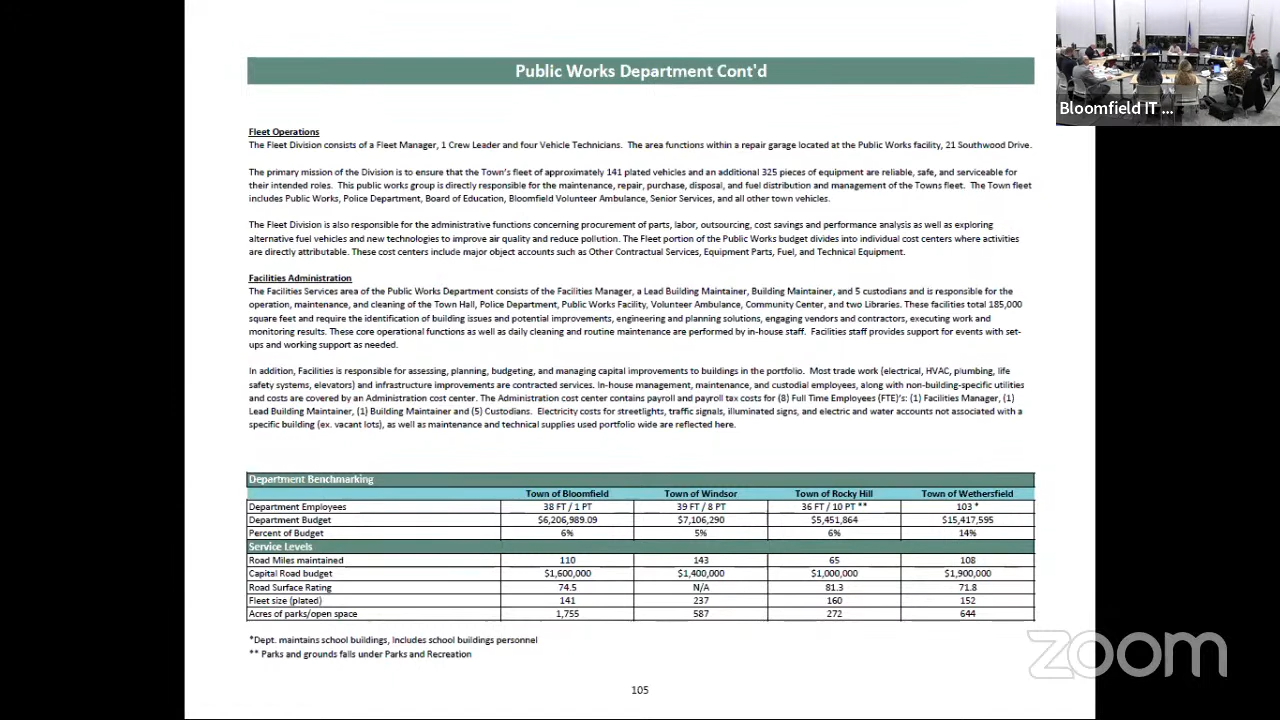 Public Works Department Cont'd
Bloomfield IT ...
Fleet Operations
The Fleet Division consists of a Fleet Manager, 1 Crew Leader and four Vehicle Technicians. The area functions within a repair garage located at the Public Works facility, 21 Southwood Drive.
The primary mission of the Division is to ensure that the Town's fleet of approximately 141 plated vehicles and an additional 325 pieces of equipment are reliable, safe, and serviceable for
their intended roles. This public works group is directly responsible for the maintenance, repair, purchase, disposal, and fuel distribution and management of the Towns fleet. The Town fleet
includes Public Works, Police Department, Board of Education, Bloomfield Volunteer Ambulance, Senior Services, and all other town vehicles.
The Fleet Division is also responsible for the administrative functions concerning procurement of parts, labor, outsourcing, cost savings and performance analysis as well as exploring
alternative fuel vehicles and new technologies to improve air quality and reduce pollution. The Fleet portion of the Public Works budget divides into individual cost centers where activities
are directly attributable. These cost centers include major object accounts such as Other Contractual Services, Equipment Parts, Fuel, and Technical Equipment.
Facilities Administration
The Facilities Services area of the Public Works Department consists of the Facilities Manager, a Lead Building Maintainer, Building Maintainer, and 5 custodians and is responsible for the
operation, maintenance, and cleaning of the Town Hall, Police Department, Public Works Facility, Volunteer Ambulance, Community Center, and two Libraries. These facilities total 185,000
square feet and require the identification of building issues and potential improvements, engineering and planning solutions, engaging vendors and contractors, executing work and
monitoring results. These core operational functions as well as daily cleaning and routine maintenance are performed by in-house staff. Facilities staff provides support for events with set-
ups and working support as needed.
In addition, Facilities is responsible for assessing, planning, budgeting, and managing capital improvements to buildings in the portfolio. Most trade work (electrical, HVAC, plumbing, life
safety systems, elevators) and infrastructure improvements are contracted services. In-house management, maintenance, and custodial employees, along with non-building-specific utilities
and costs are covered by an Administration cost center. The Administration cost center contains payroll and payroll tax costs for (8) Full Time Employees (FTE)'s: (1) Facilities Manager, (1)
Lead Building Maintainer, (1) Building Maintainer and (5) Custodians. Electricity costs for streetlights, traffic signals, illuminated signs, and electric and water accounts not associated with a
specific building (ex. vacant lots), as well as maintenance and technical supplies used portfolio wide are reflected here.
Department Benchmarking
Town of Bloomfield Town of Windsor Town of Rocky Hill Town of Wethersfield
Department Employees 38 FT / 1 PT 39 FT / 8 PT 36 FT / 10 PT ** 103 *
Department Budget $6,206,989.09 $7,106,290 $5,451,864 $15,417,595
Percent of Budget 6% 5% 6% 14%
Service Levels
Road Miles maintained 110 143 65 108
Capital Road budget $1,600,000 $1,400,000 $1,000,000 $1,900,000
Road Surface Rating 74.5 N/A 81.3 71.8
Fleet size (plated) 141 237 160 152
Acres of parks/open space 1,755 587 272 644
*Dept. maintains school buildings, Includes school buildings personnel
** Parks and grounds falls under Parks and Recreation
zoom
105